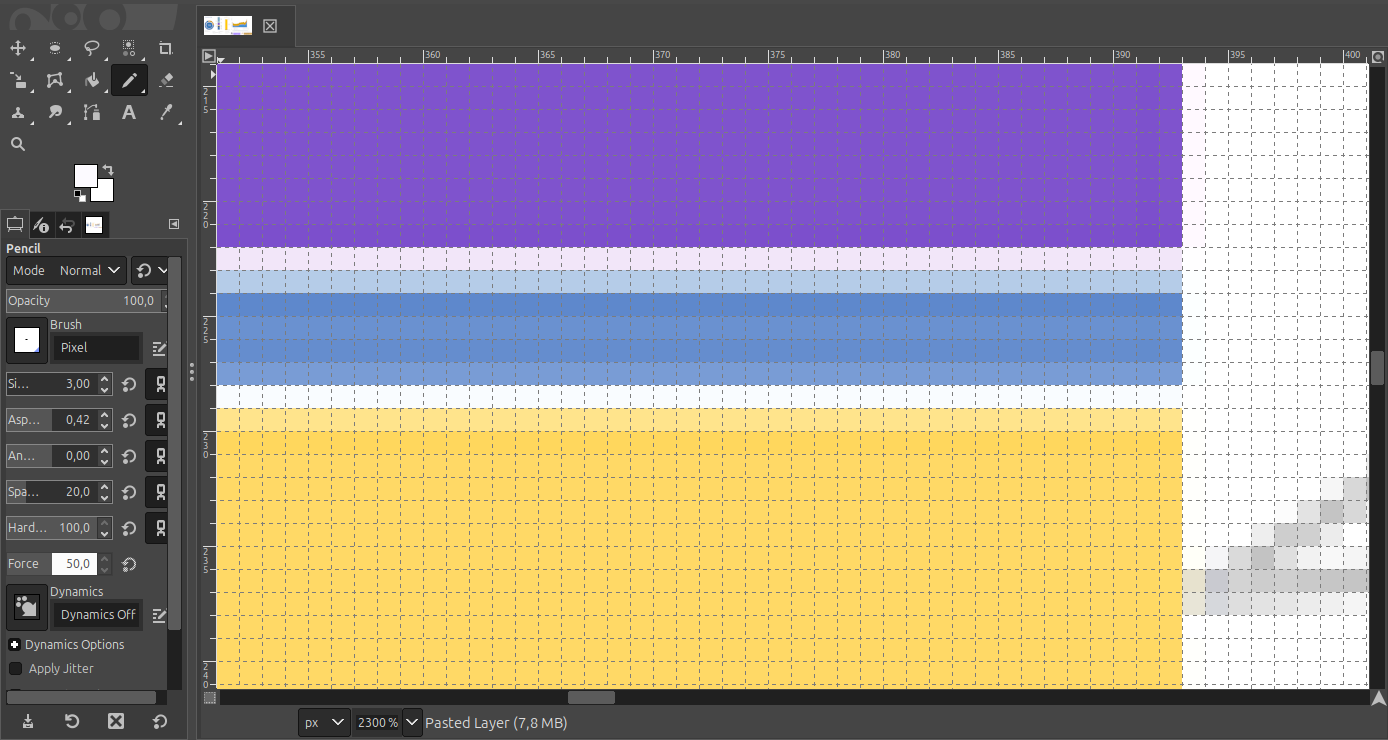 355 360 365 370 375 380 385 390 395 400
215
220
225
230
235
240
A
Pencil
Mode Normal
Opacity 100,0
Brush
Pixel
Si... 3,00
Asp... 0,42
An... 0,00
Spa... 20,0
Hard... 100,0
Force 50,0
Dynamics
Dynamics Off
Dynamics Options
Apply Jitter
px 2300 % Pasted Layer (7,8 MB)